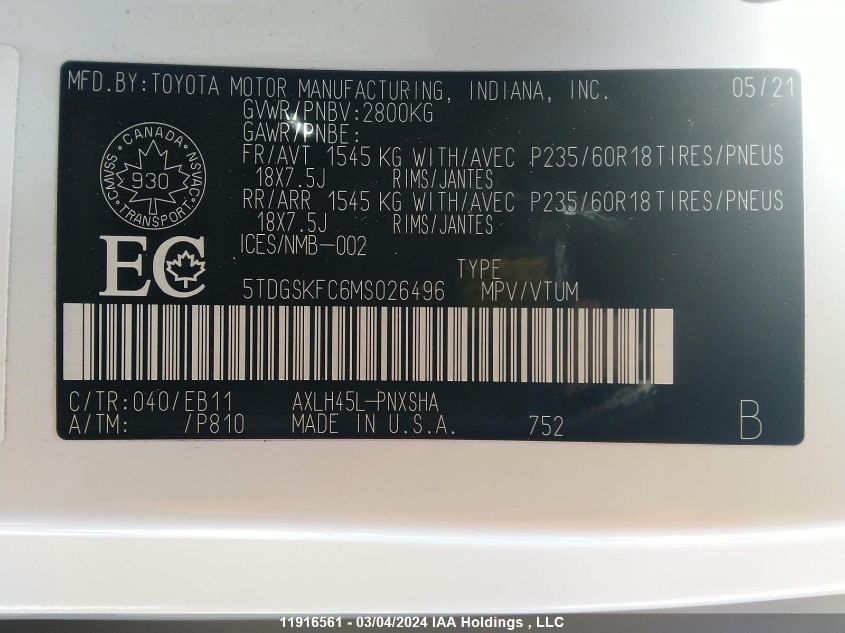 MFD.BY:TOYOTA MOTOR MANUFACTURING, INDIANA, INC. 05/21
GVWR/PNBV:2800KG
GAWR/PNBE:
FR/AVT 1545 KG WITH/AVEC P235/60R18TIRES/PNEUS
18X7.5J RIMS/JANTES
RR/ARR 1545 KG WITH/AVEC P235/60R18TIRES/PNEUS
18X7.5J RIMS/JANTES
ICES/NMB-002
CANADA
CMVSS 930 NSVAC
TRANSPORT
EC
TYPE
5TDGSKFC6MS026496 MPV/VTUM
C/TR:040/EB11 AXLH45L-PNXSHA
A/TM: /P810 MADE IN U.S.A. 752 B
11916561 - 03/04/2024 IAA Holdings , LLC